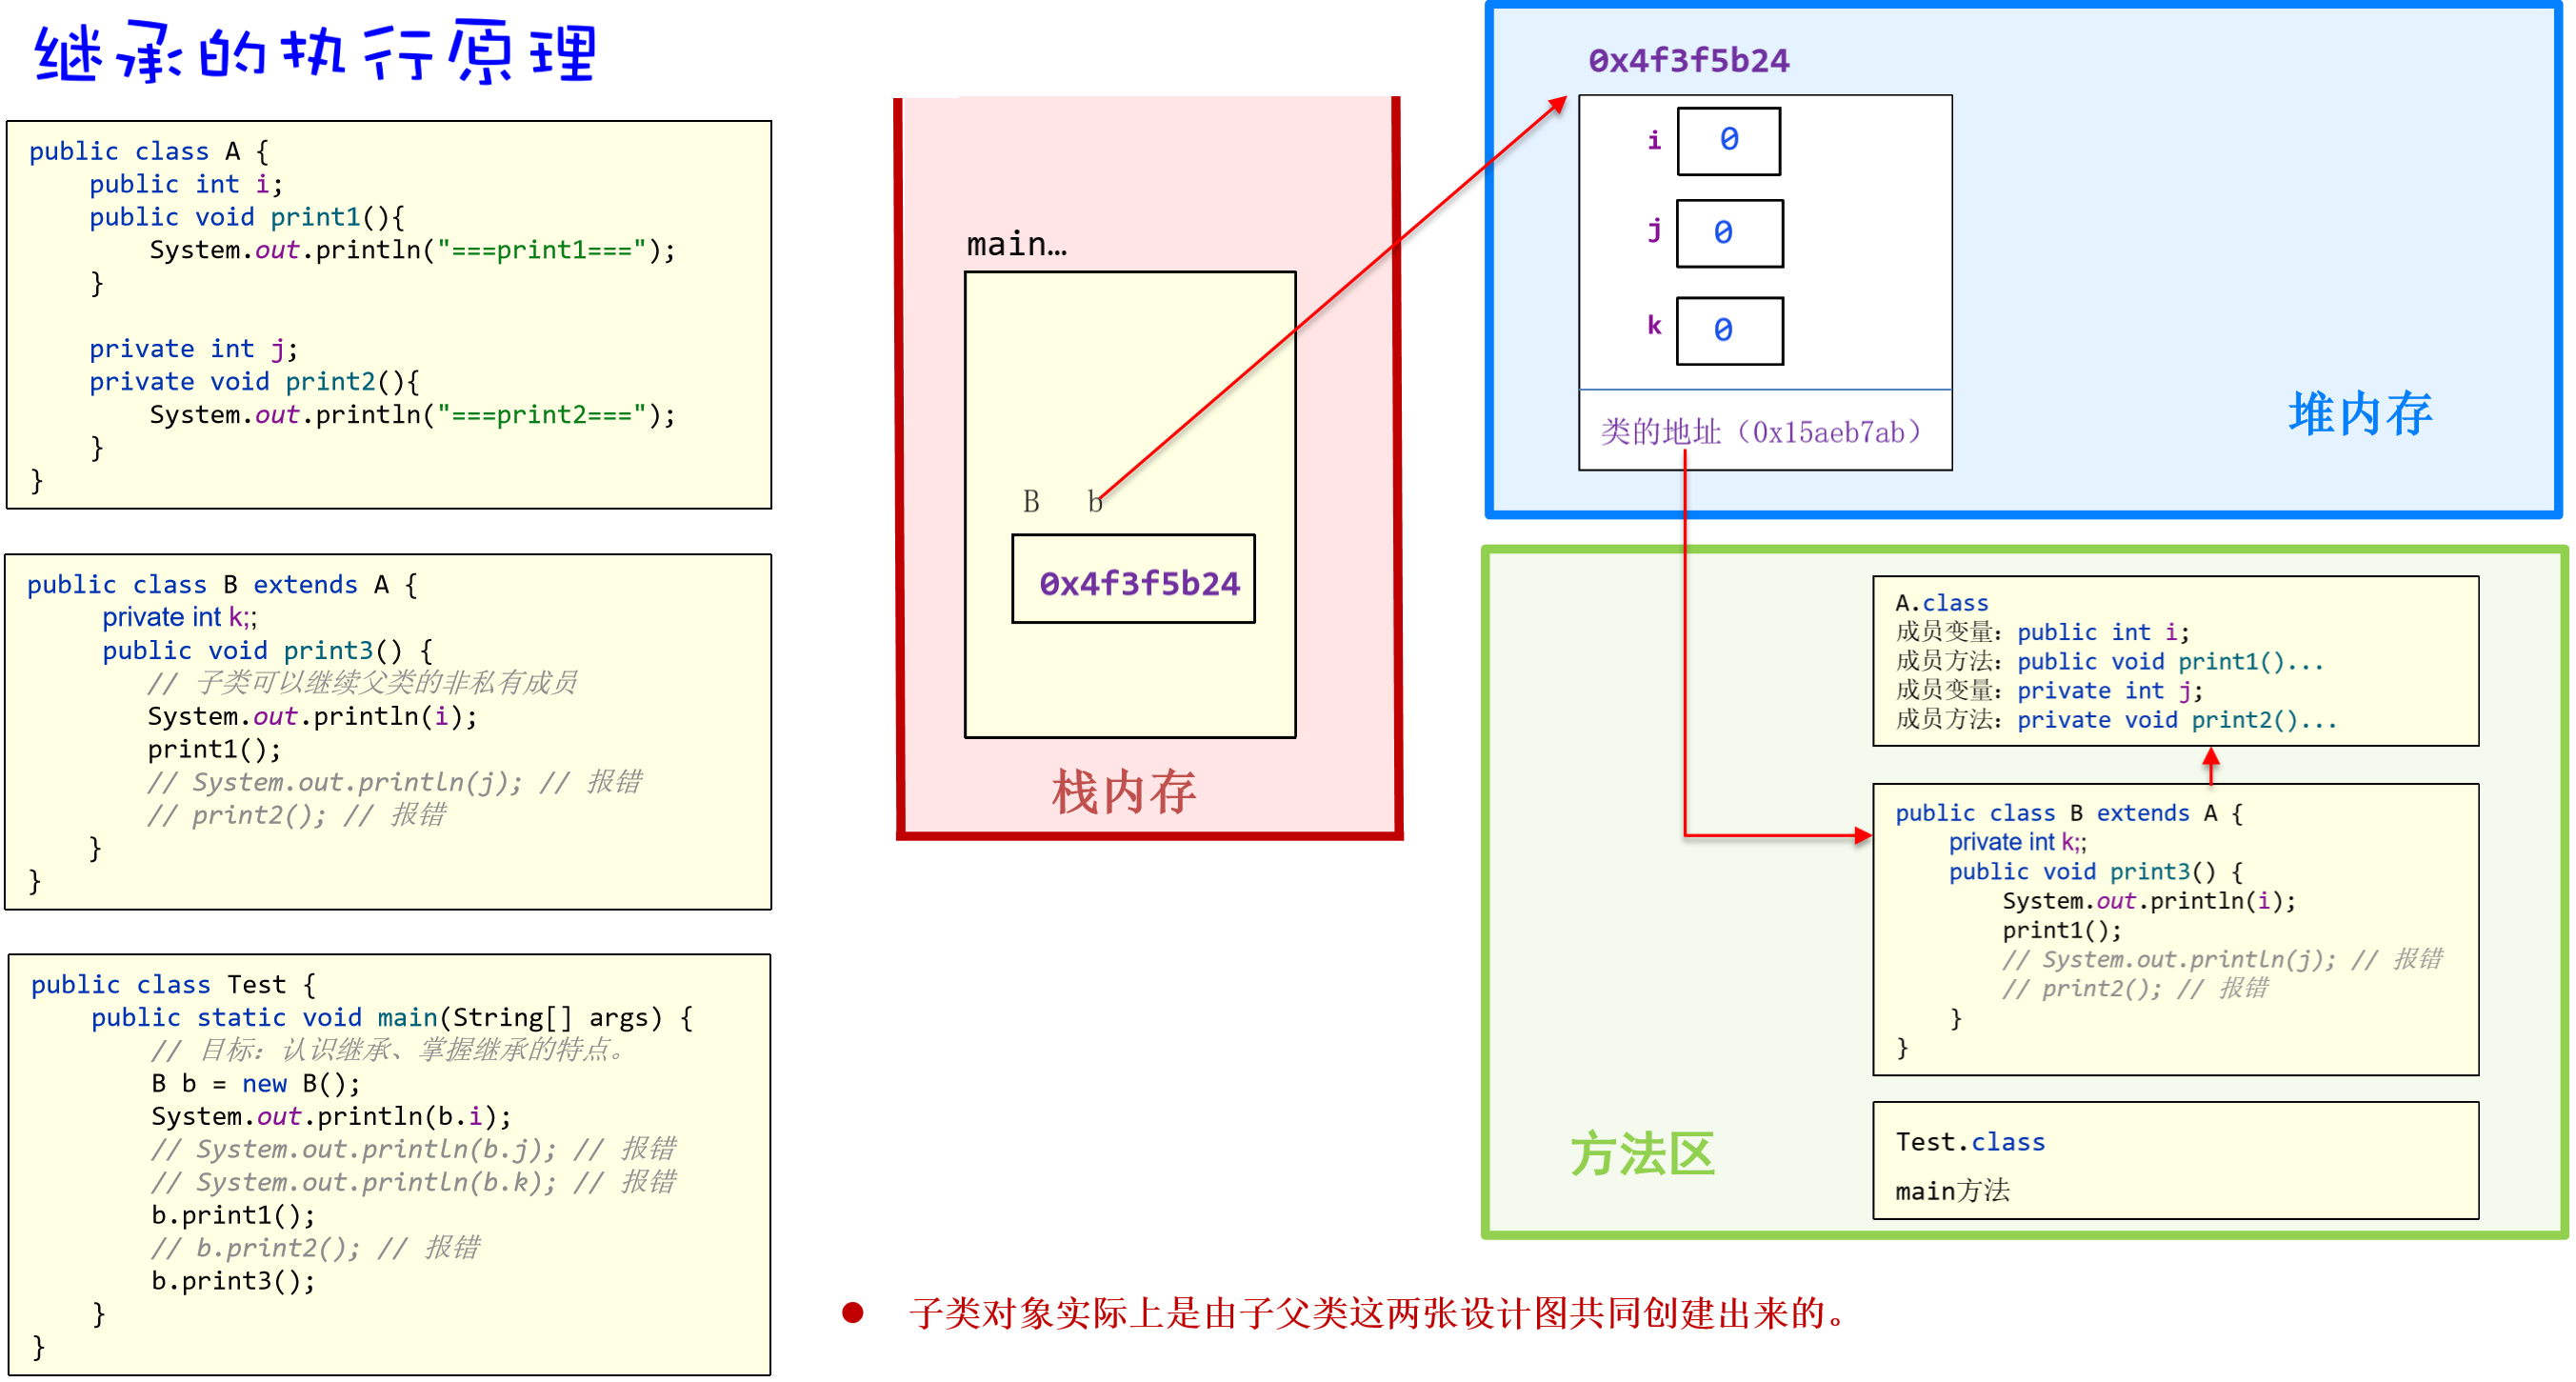 继承的执行原理
public class A {
    public int i;
    public void print1(){
        System.out.println("===print1===");
    }
    private int j;
    private void print2(){
        System.out.println("===print2===");
    }
}
public class B extends A {
    private int k;;
    public void print3() {
        // 子类可以继续父类的非私有成员
        System.out.println(i);
        print1();
        // System.out.println(j); // 报错
        // print2(); // 报错
    }
}
public class Test {
    public static void main(String[] args) {
        // 目标：认识继承、掌握继承的特点。
        B b = new B();
        System.out.println(b.i);
        // System.out.println(b.j); // 报错
        // System.out.println(b.k); // 报错
        b.print1();
        // b.print2(); // 报错
        b.print3();
    }
}
main…
B b
0x4f3f5b24
栈内存
0x4f3f5b24
i 0
j 0
k 0
类的地址（0x15aeb7ab）
堆内存
A.class
成员变量：public int i;
成员方法：public void print1()...
成员变量：private int j;
成员方法：private void print2()...
public class B extends A {
    private int k;;
    public void print3() {
        System.out.println(i);
        print1();
        // System.out.println(j); // 报错
        // print2(); // 报错
    }
}
方法区
Test.class
main方法
● 子类对象实际上是由子父类这两张设计图共同创建出来的。